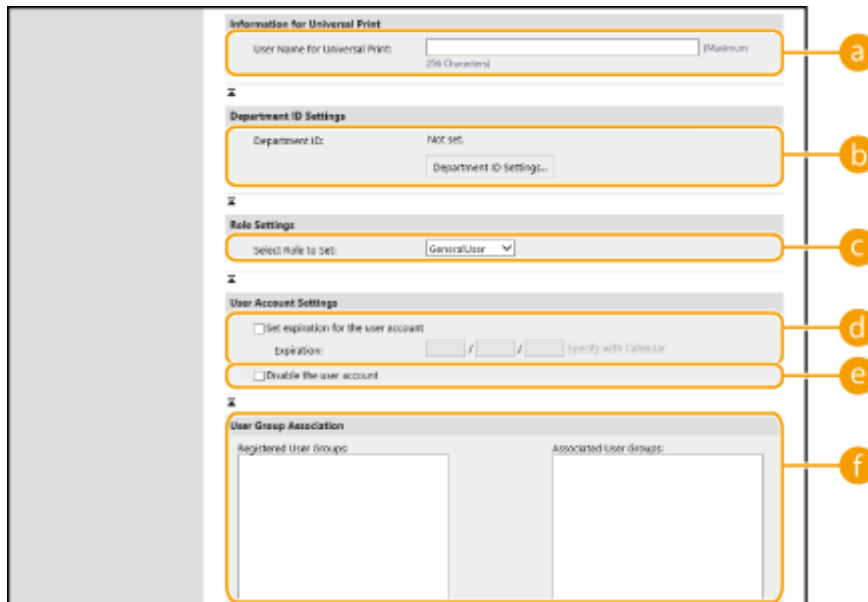 Information for Universal Print
User Name for Universal Print:
(Maximum
256 Characters)
a
Department ID Settings
Department ID:
Not set.
Department ID Settings...
b
Role Settings
Select Role to Set:
GeneralUser
c
User Account Settings
Set expiration for the user account
Expiration:
/ / Specify with Calendar
d
Disable the user account
e
User Group Association
Registered User Groups:
Associated User Groups:
f